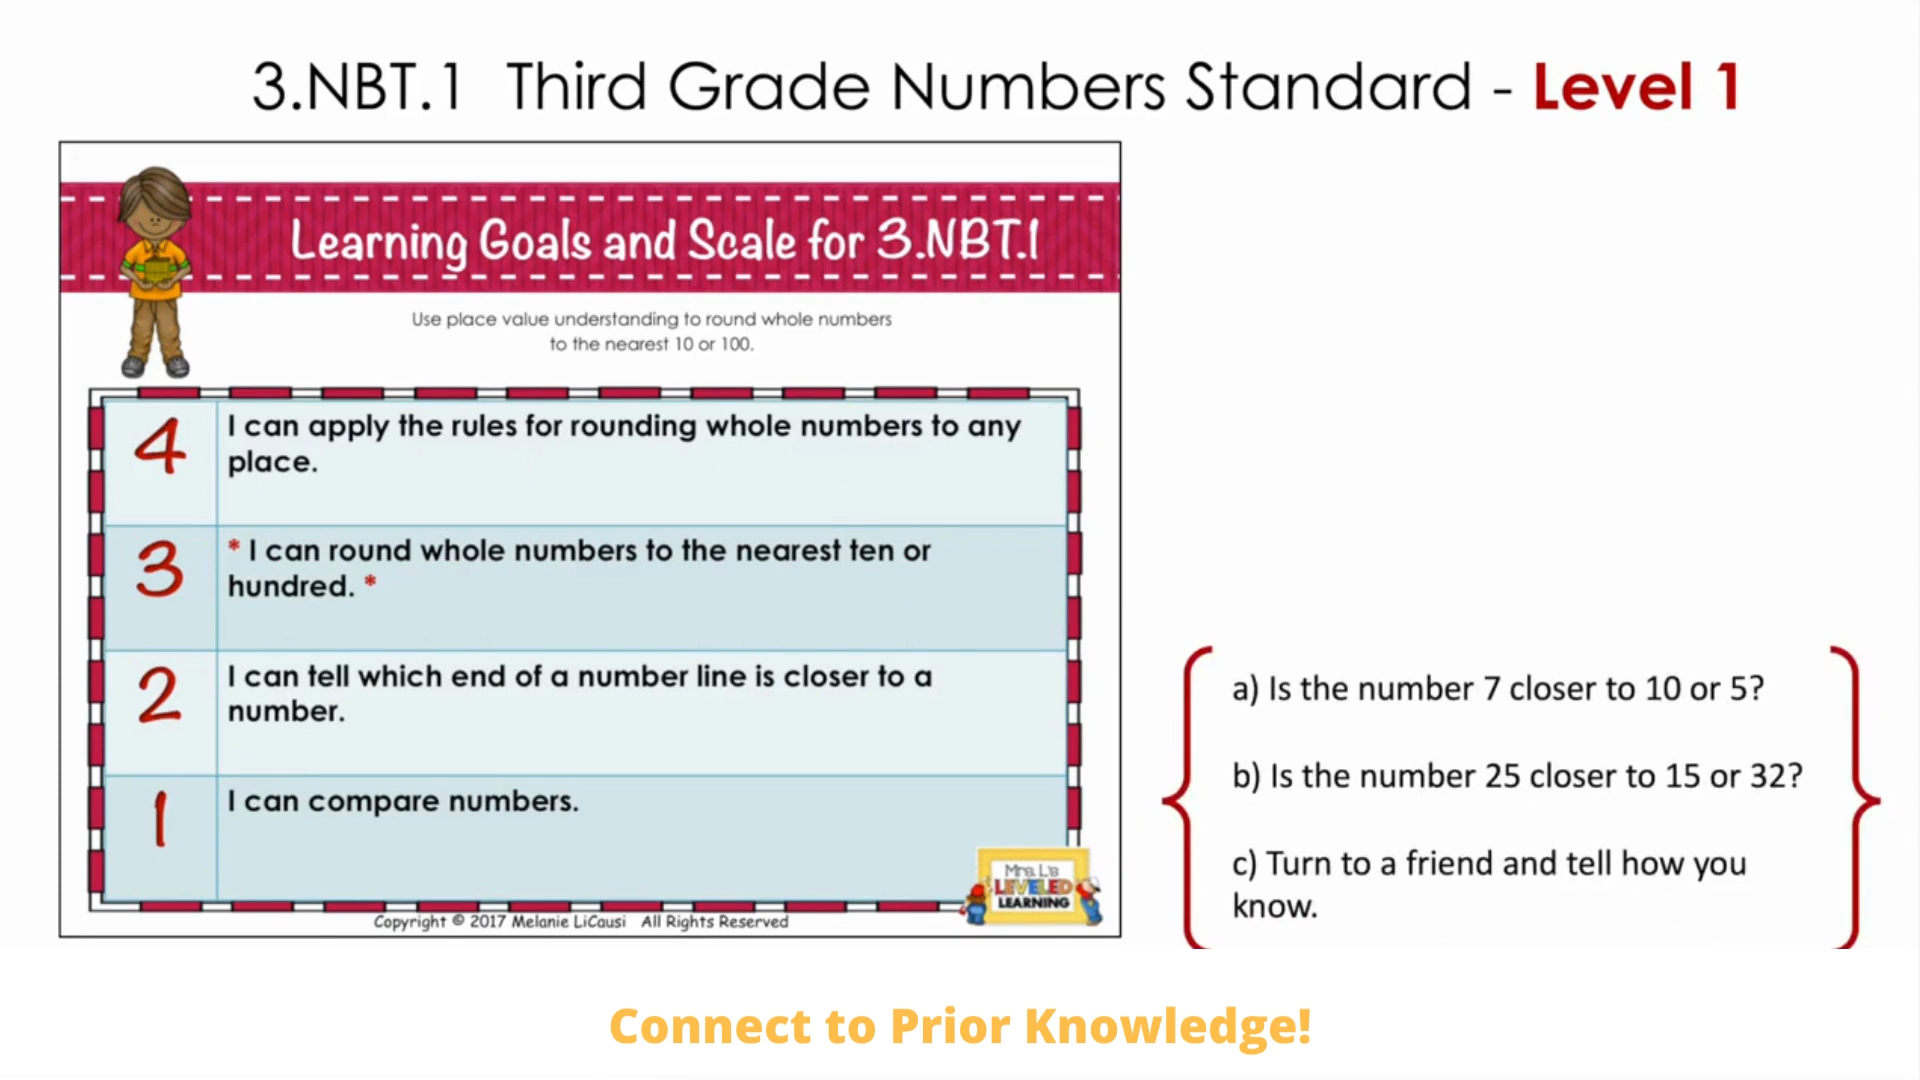 3.NBT.1 Third Grade Numbers Standard - Level 1
Learning Goals and Scale for 3.NBT.1
Use place value understanding to round whole numbers
to the nearest 10 or 100.
4
I can apply the rules for rounding whole numbers to any
place.
3
* I can round whole numbers to the nearest ten or
hundred. *
2
I can tell which end of a number line is closer to a
number.
1
I can compare numbers.
Mrs. L's
LEVELED
LEARNING
Copyright © 2017 Melanie LiCausi All Rights Reserved
a) Is the number 7 closer to 10 or 5?
b) Is the number 25 closer to 15 or 32?
c) Turn to a friend and tell how you
know.
Connect to Prior Knowledge!